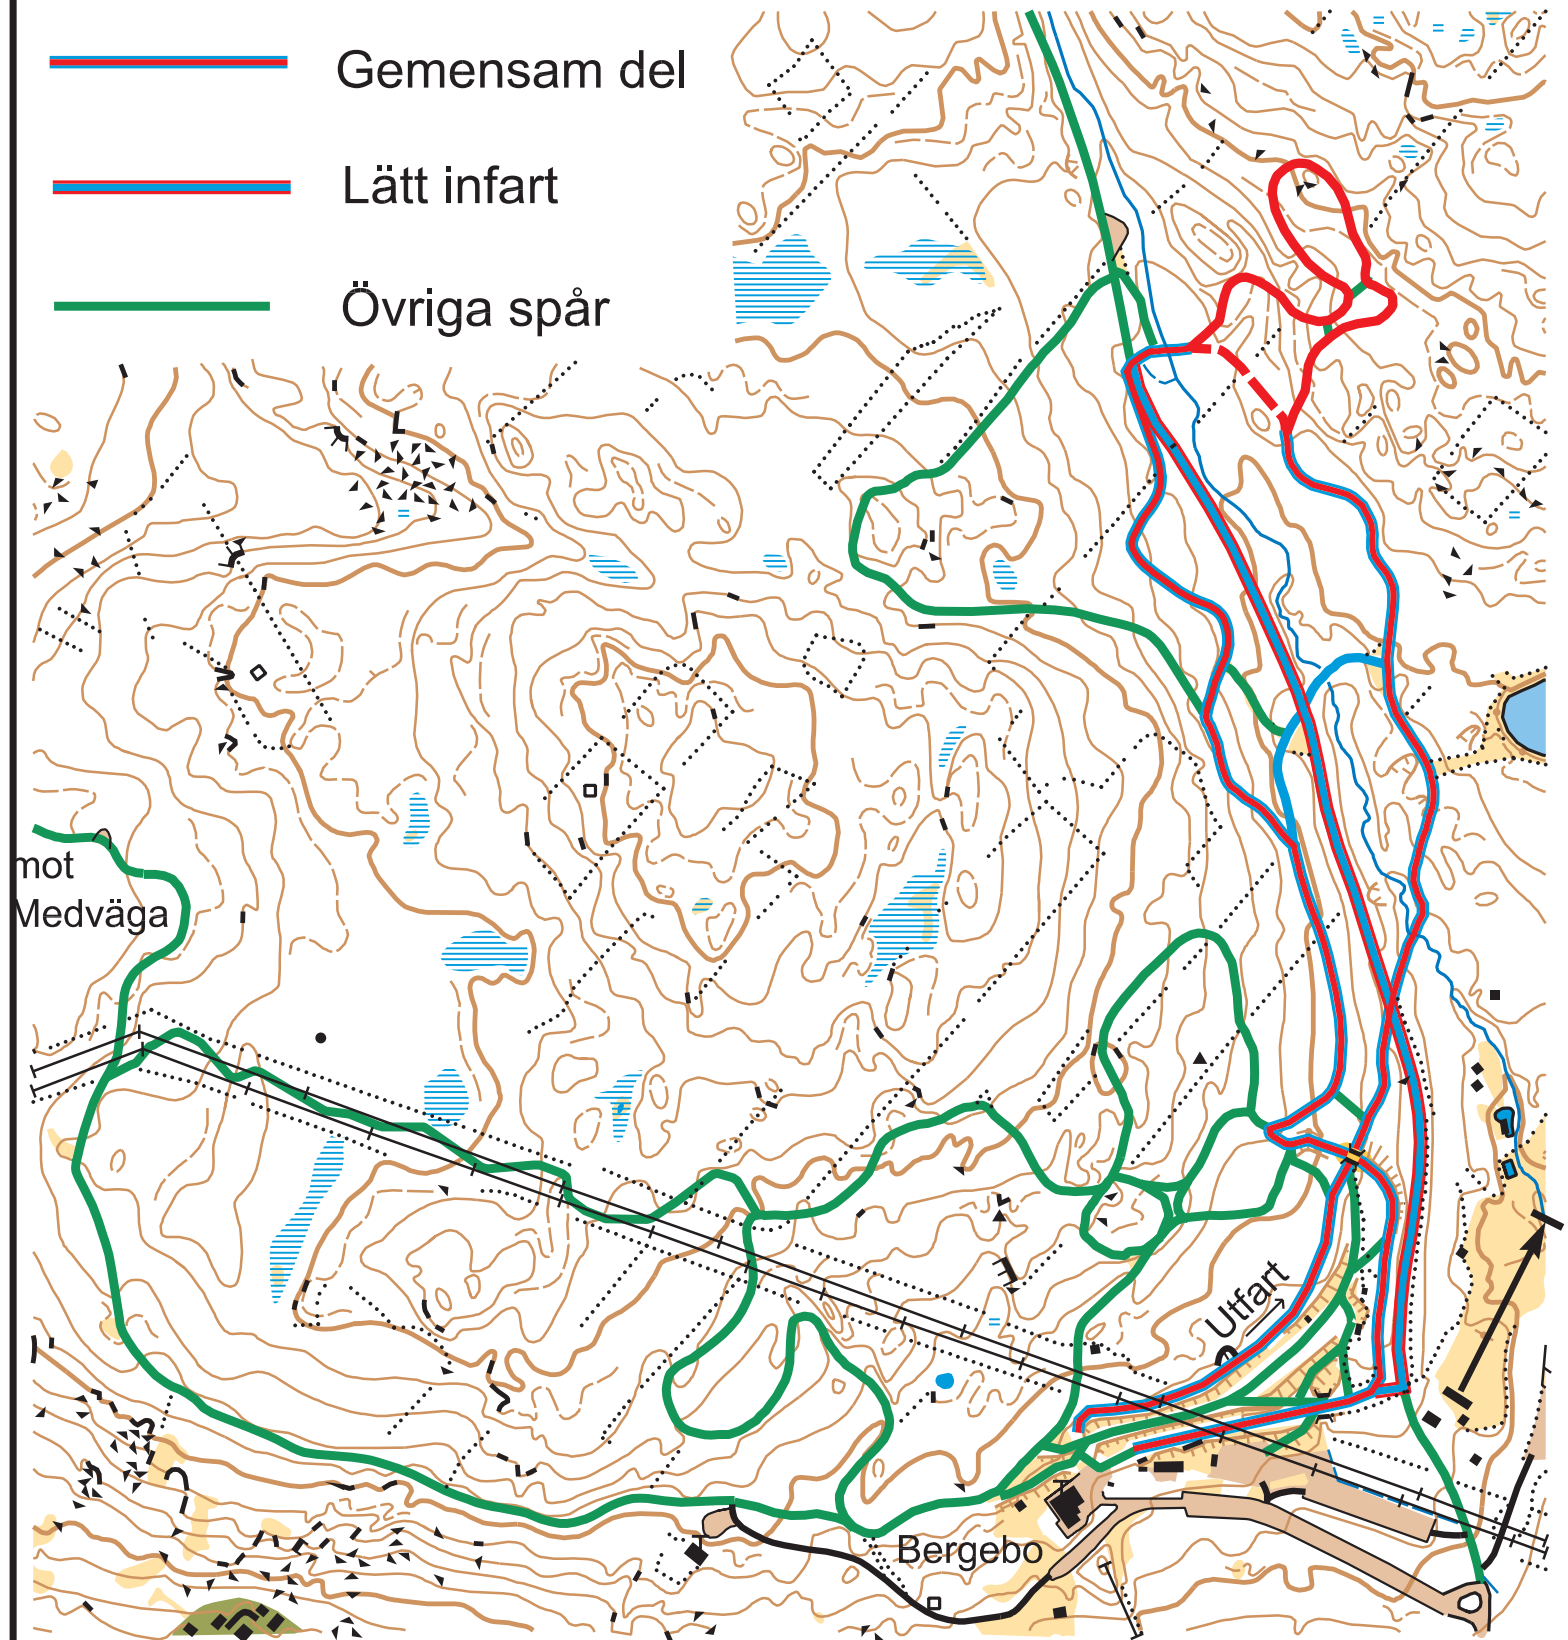 Gemensam del
Lätt infart
Övriga spår
mot
Medväga
Utfart
Bergebo